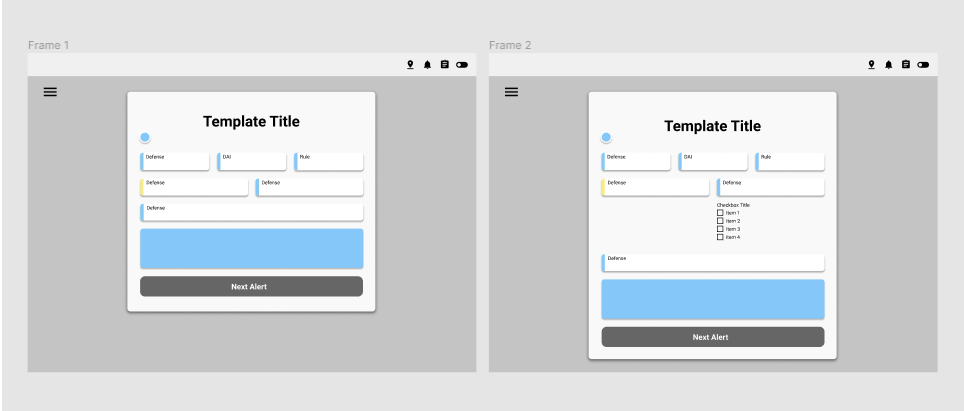 Frame 1
Template Title
Defense
DAI
Rule
Defense
Defense
Defense
Next Alert
Frame 2
Template Title
Defense
DAI
Rule
Defense
Defense
Checkbox Title
Item 1
Item 2
Item 3
Item 4
Defense
Next Alert